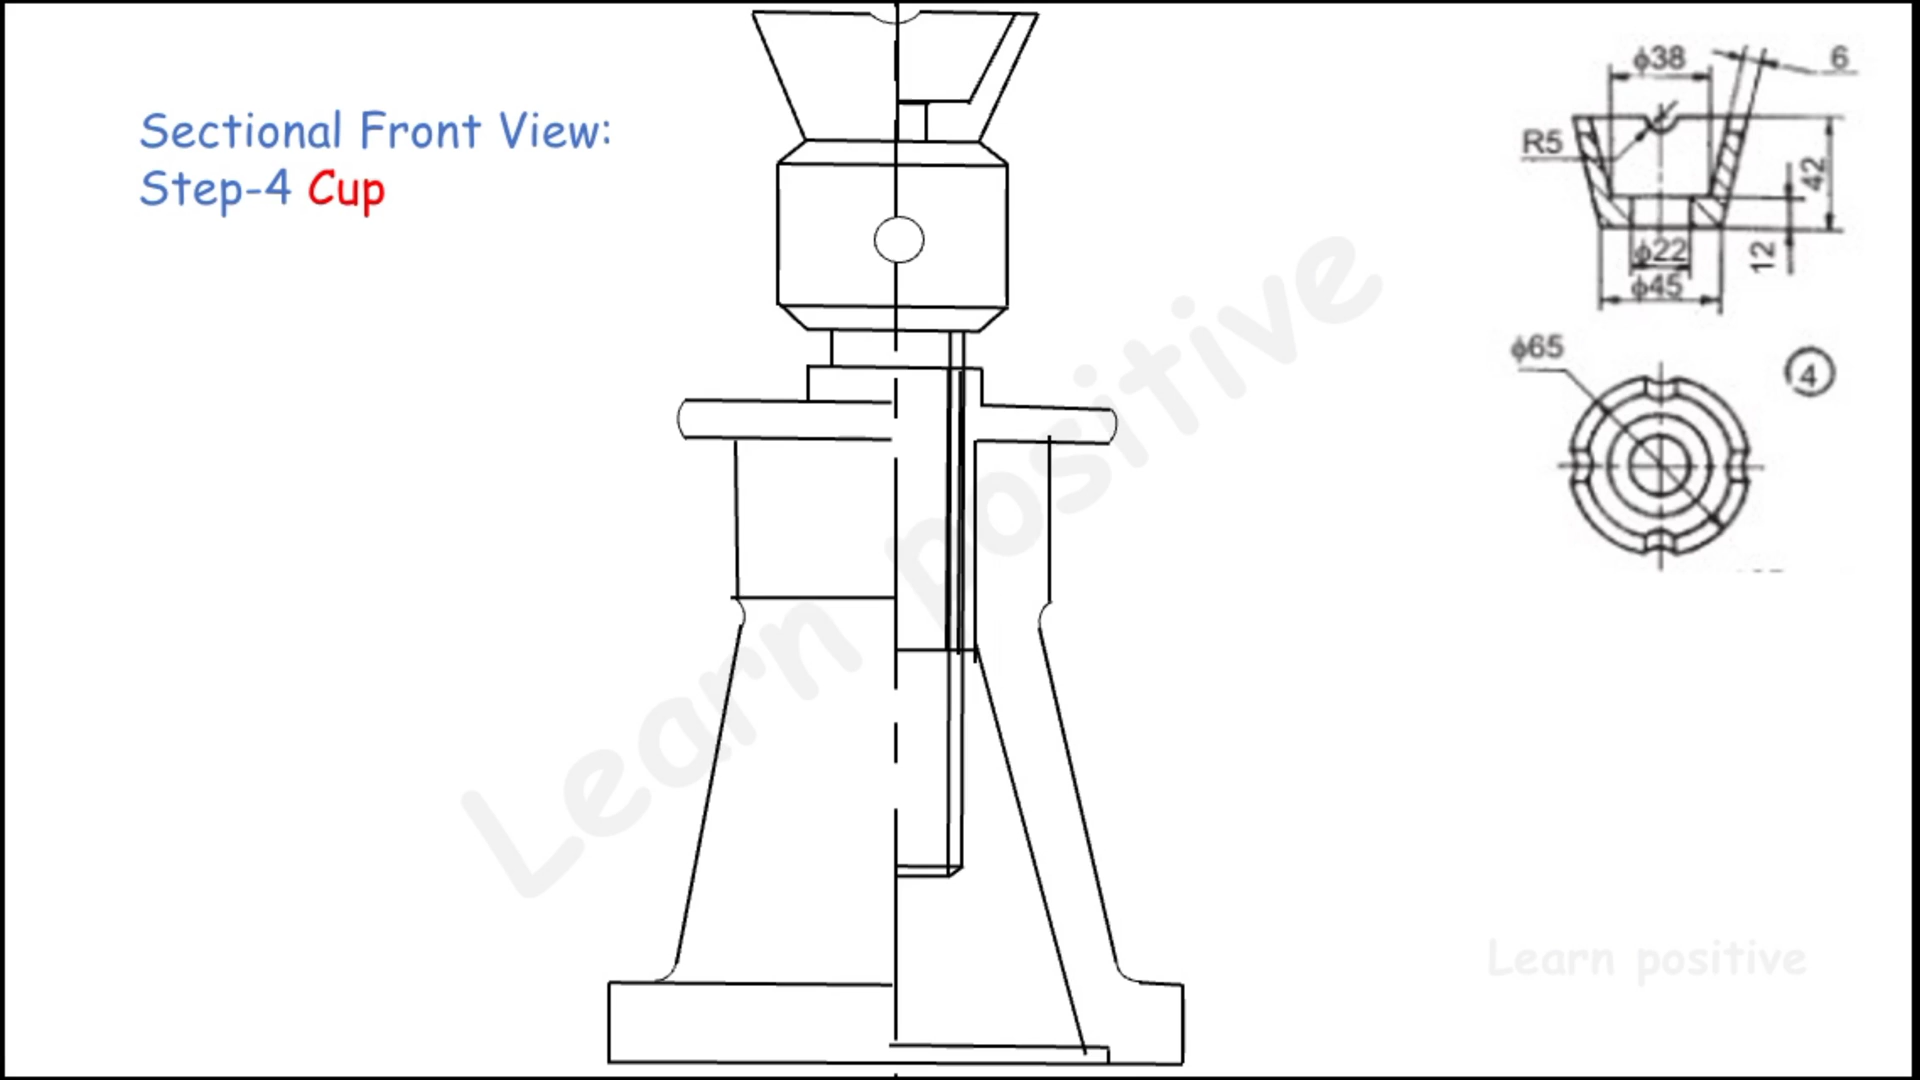 Sectional Front View:
Step-4 Cup
ϕ38
6
R5
42
12
ϕ22
ϕ45
ϕ65
4
Learn positive
Learn positive